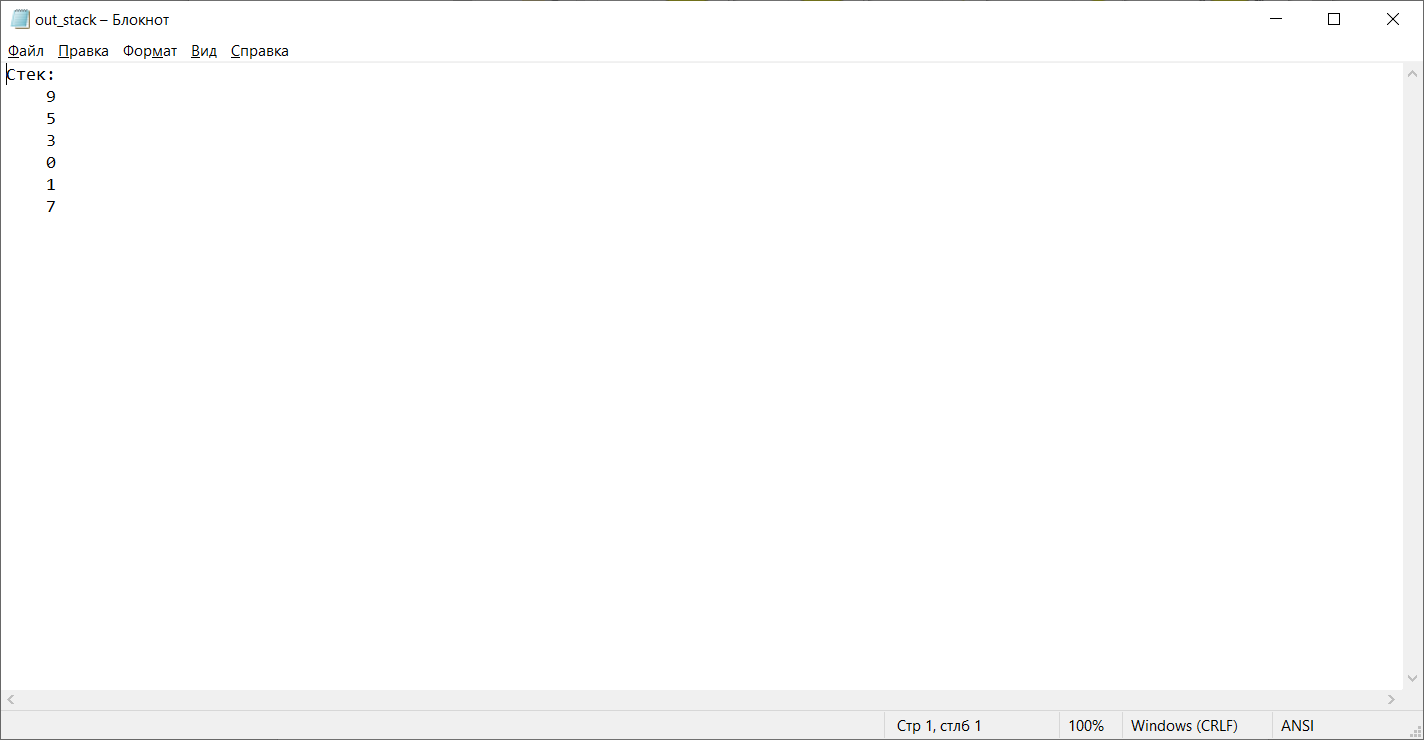 out_stack – Блокнот
Файл Правка Формат Вид Справка
Стек:
9
5
3
0
1
7
Стр 1, стлб 1 100% Windows (CRLF) ANSI